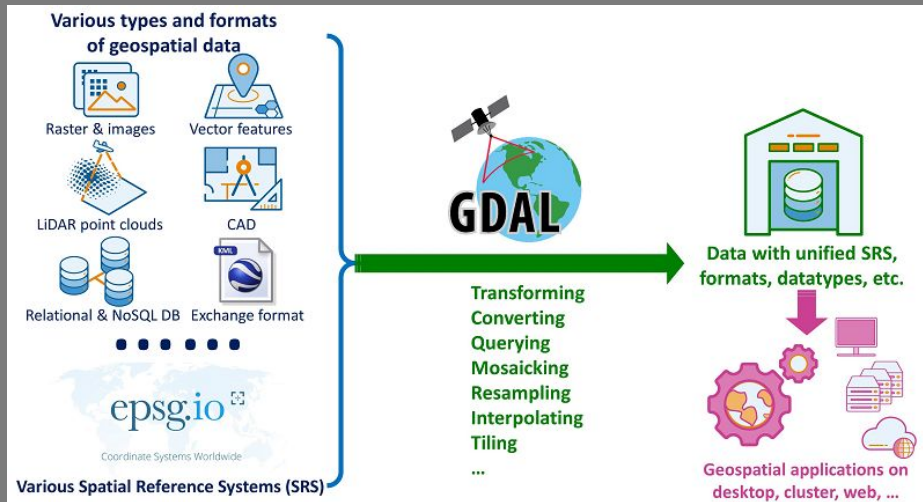 Various types and formats
of geospatial data
Raster & images
Vector features
LiDAR point clouds
CAD
KML
Relational & NoSQL DB
Exchange format
epsg.io
Coordinate Systems Worldwide
Various Spatial Reference Systems (SRS)
GDAL
Transforming
Converting
Querying
Mosaicking
Resampling
Interpolating
Tiling
...
Data with unified SRS,
formats, datatypes, etc.
Geospatial applications on
desktop, cluster, web, ...